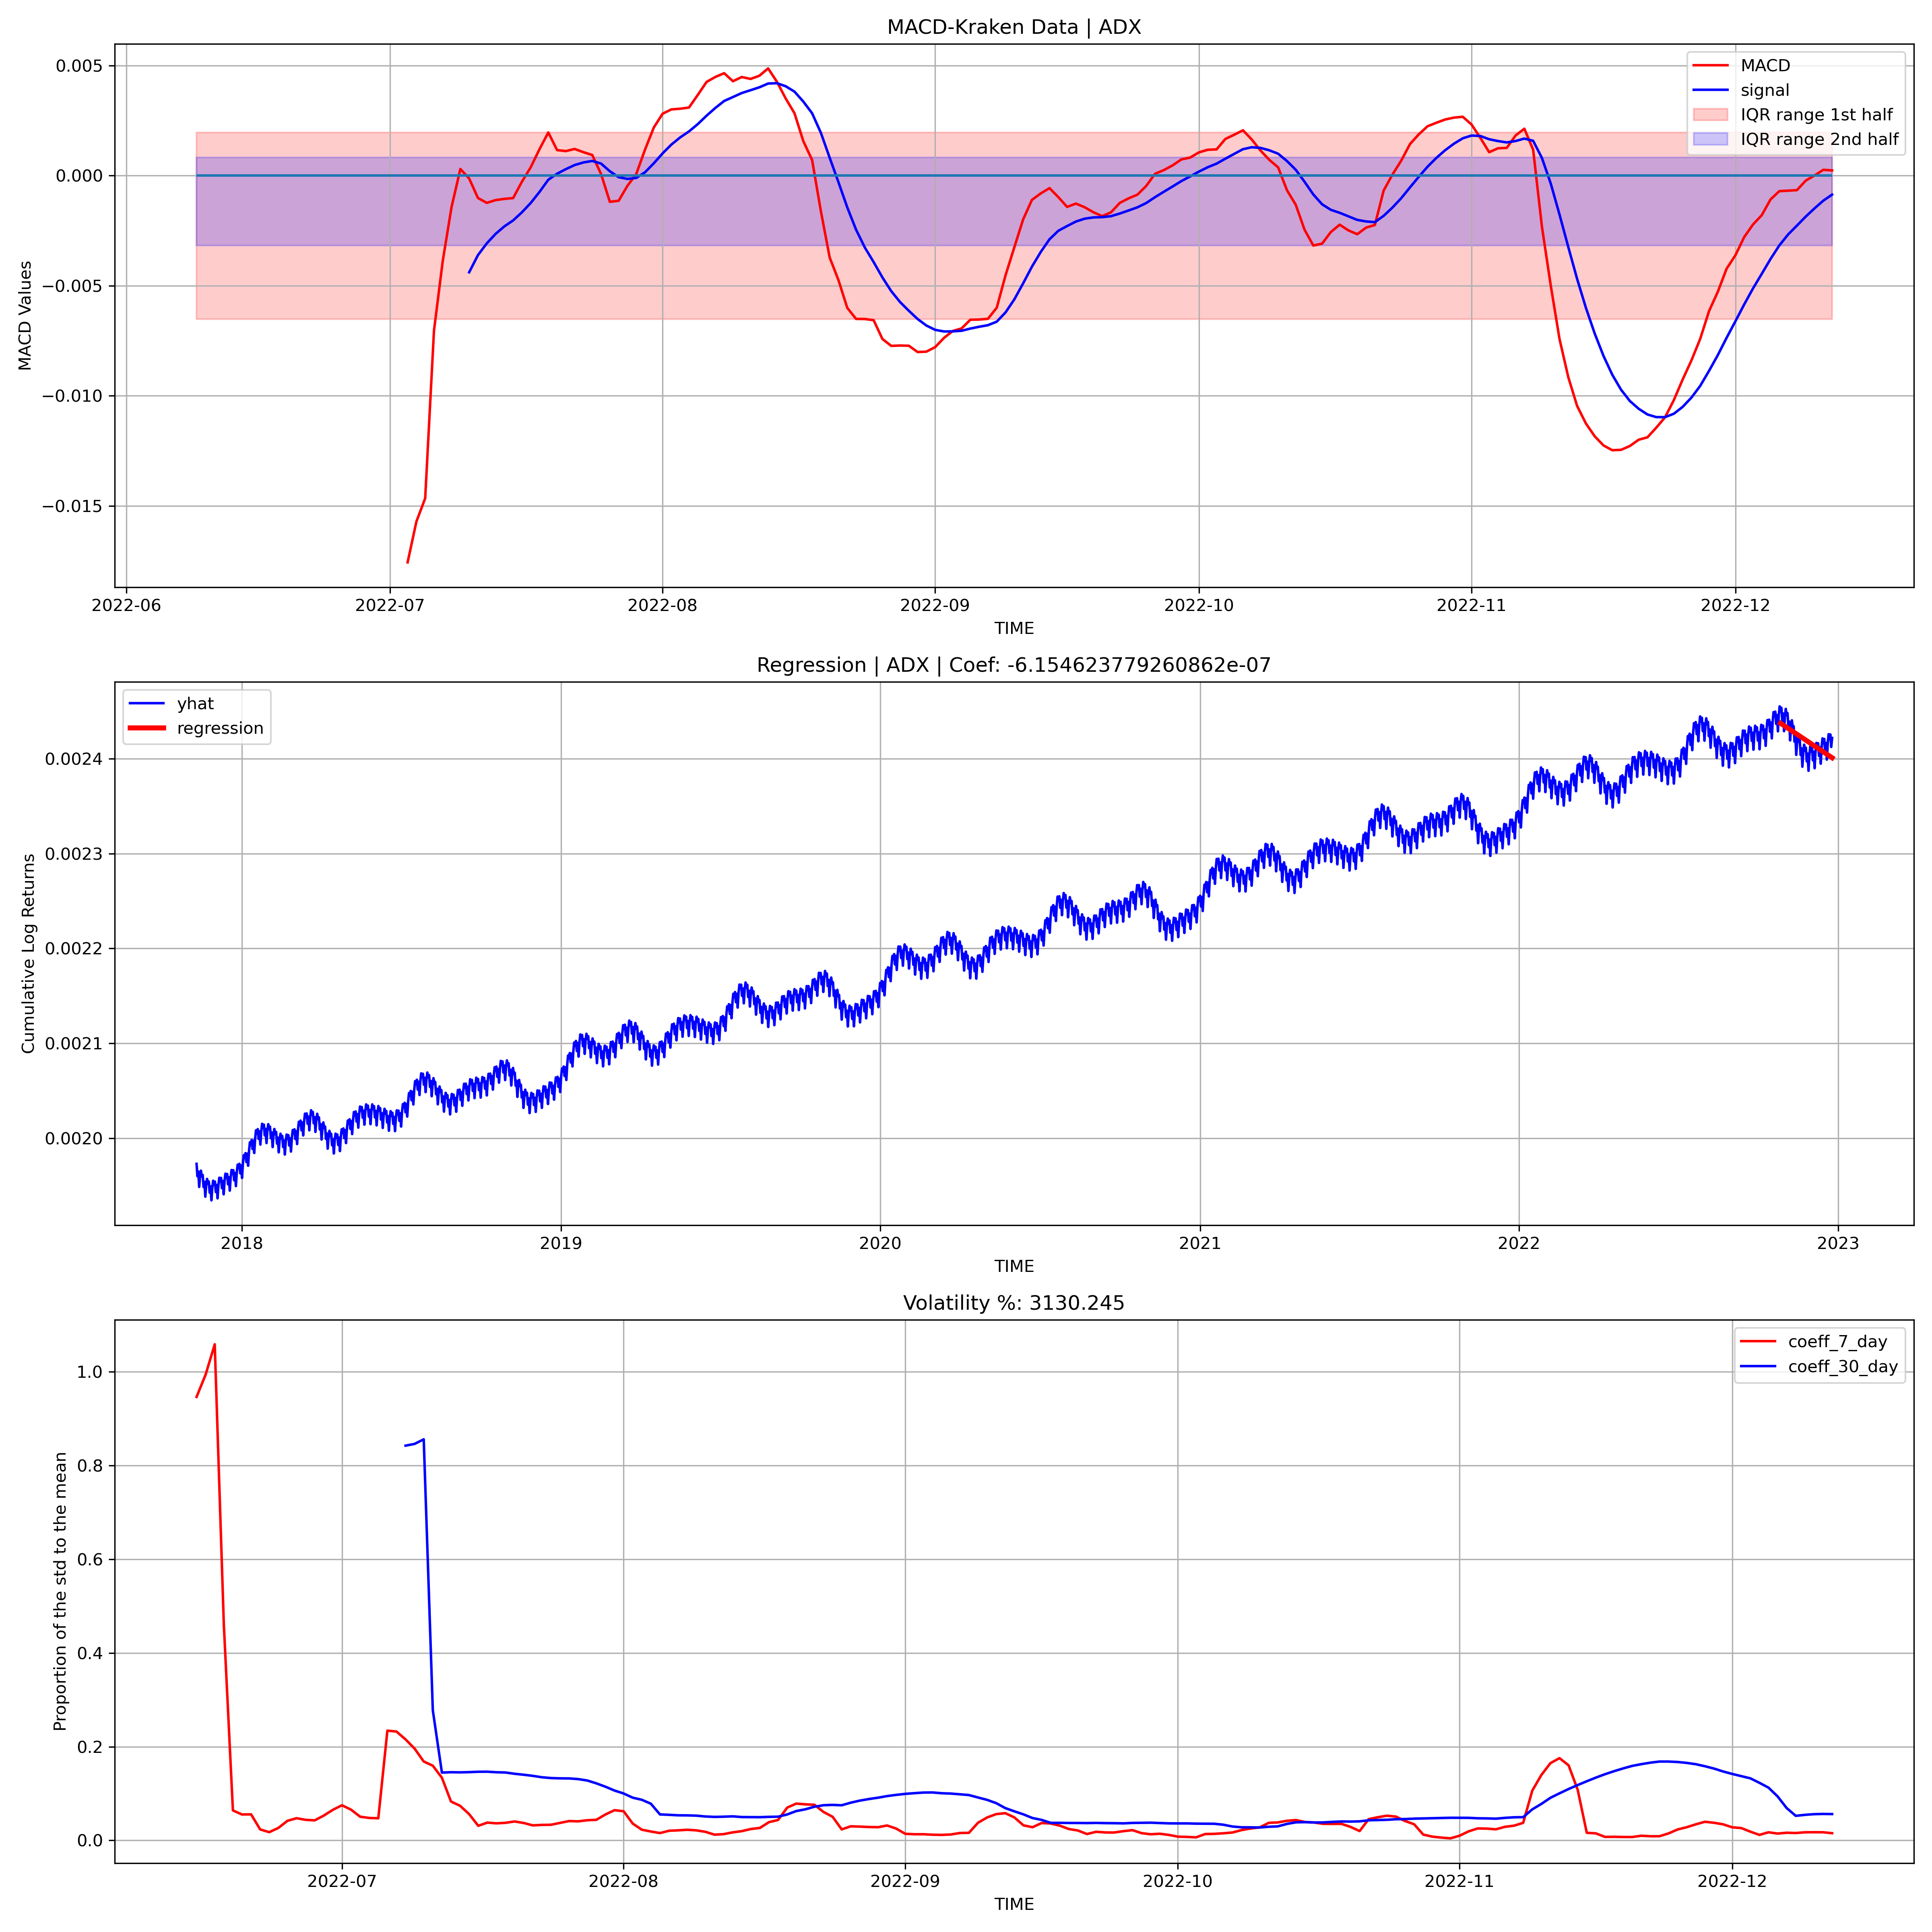 MACD-Kraken Data | ADX
MACD Values
0.005
0.000
−0.005
−0.010
−0.015
MACD
signal
IQR range 1st half
IQR range 2nd half
2022-06 2022-07 2022-08 2022-09 2022-10 2022-11 2022-12
TIME
Regression | ADX | Coef: -6.154623779260862e-07
Cumulative Log Returns
yhat
regression
0.0024
0.0023
0.0022
0.0021
0.0020
2018 2019 2020 2021 2022 2023
TIME
Volatility %: 3130.245
Proportion of the std to the mean
coeff_7_day
coeff_30_day
1.0
0.8
0.6
0.4
0.2
0.0
2022-07 2022-08 2022-09 2022-10 2022-11 2022-12
TIME